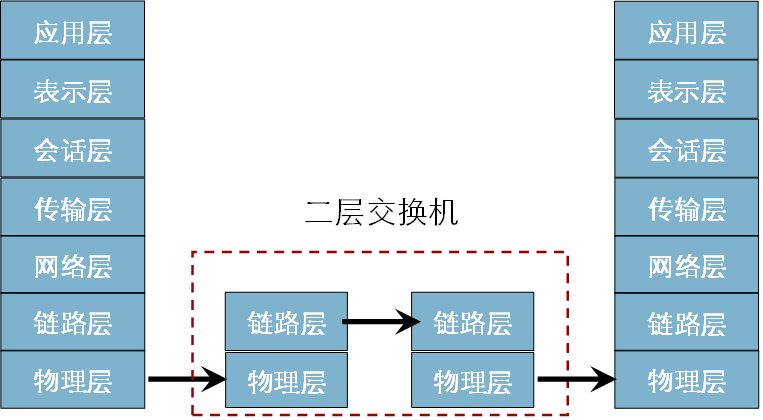 应用层
表示层
会话层
传输层
网络层
链路层
物理层
二层交换机
链路层
物理层
链路层
物理层
应用层
表示层
会话层
传输层
网络层
链路层
物理层